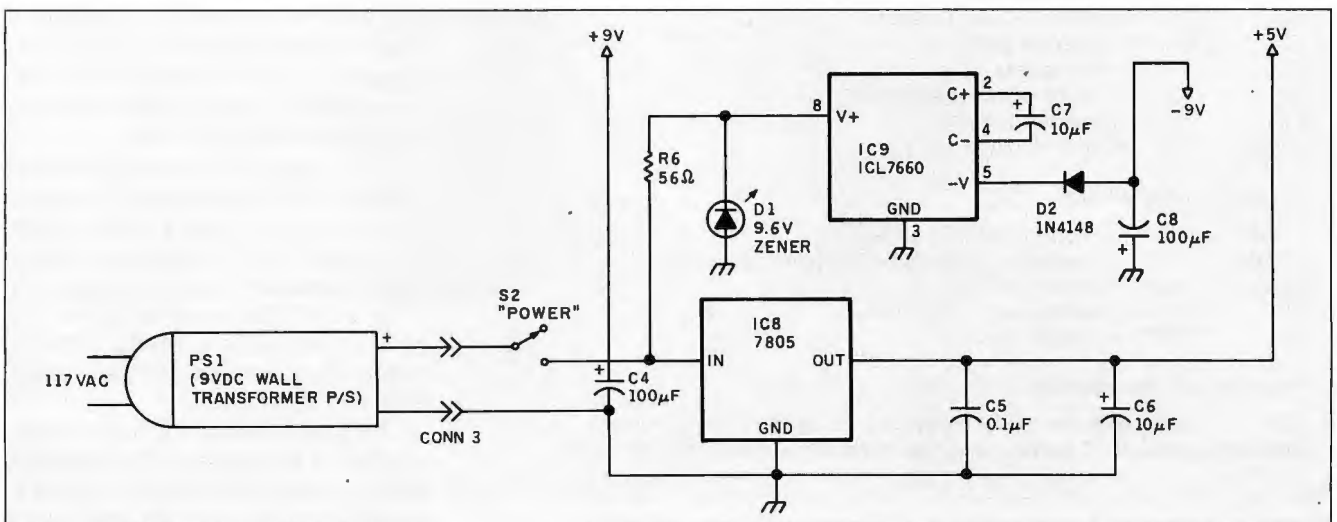 +9V
+5V
8
V+
C+
2
+
C7
10µF
C-
4
-9V
R6
56Ω
IC9
ICL7660
-V
5
D1
9.6V
ZENER
GND
3
D2
1N4148
C8
100µF
+
S2
"POWER"
IC8
7805
117VAC
PS1
(9VDC WALL
TRANSFORMER P/S)
+
IN
OUT
+
C4
100µF
C5
0.1µF
+
C6
10µF
CONN 3
GND